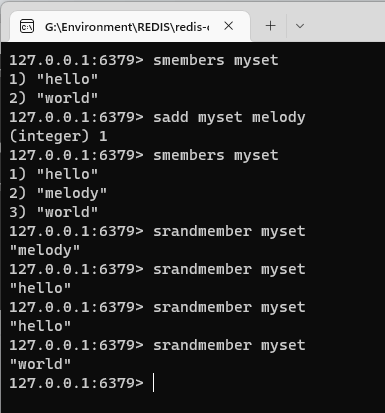 G:\Environment\REDIS\redis-c
127.0.0.1:6379> smembers myset
1) "hello"
2) "world"
127.0.0.1:6379> sadd myset melody
(integer) 1
127.0.0.1:6379> smembers myset
1) "hello"
2) "melody"
3) "world"
127.0.0.1:6379> srandmember myset
"melody"
127.0.0.1:6379> srandmember myset
"hello"
127.0.0.1:6379> srandmember myset
"hello"
127.0.0.1:6379> srandmember myset
"world"
127.0.0.1:6379>